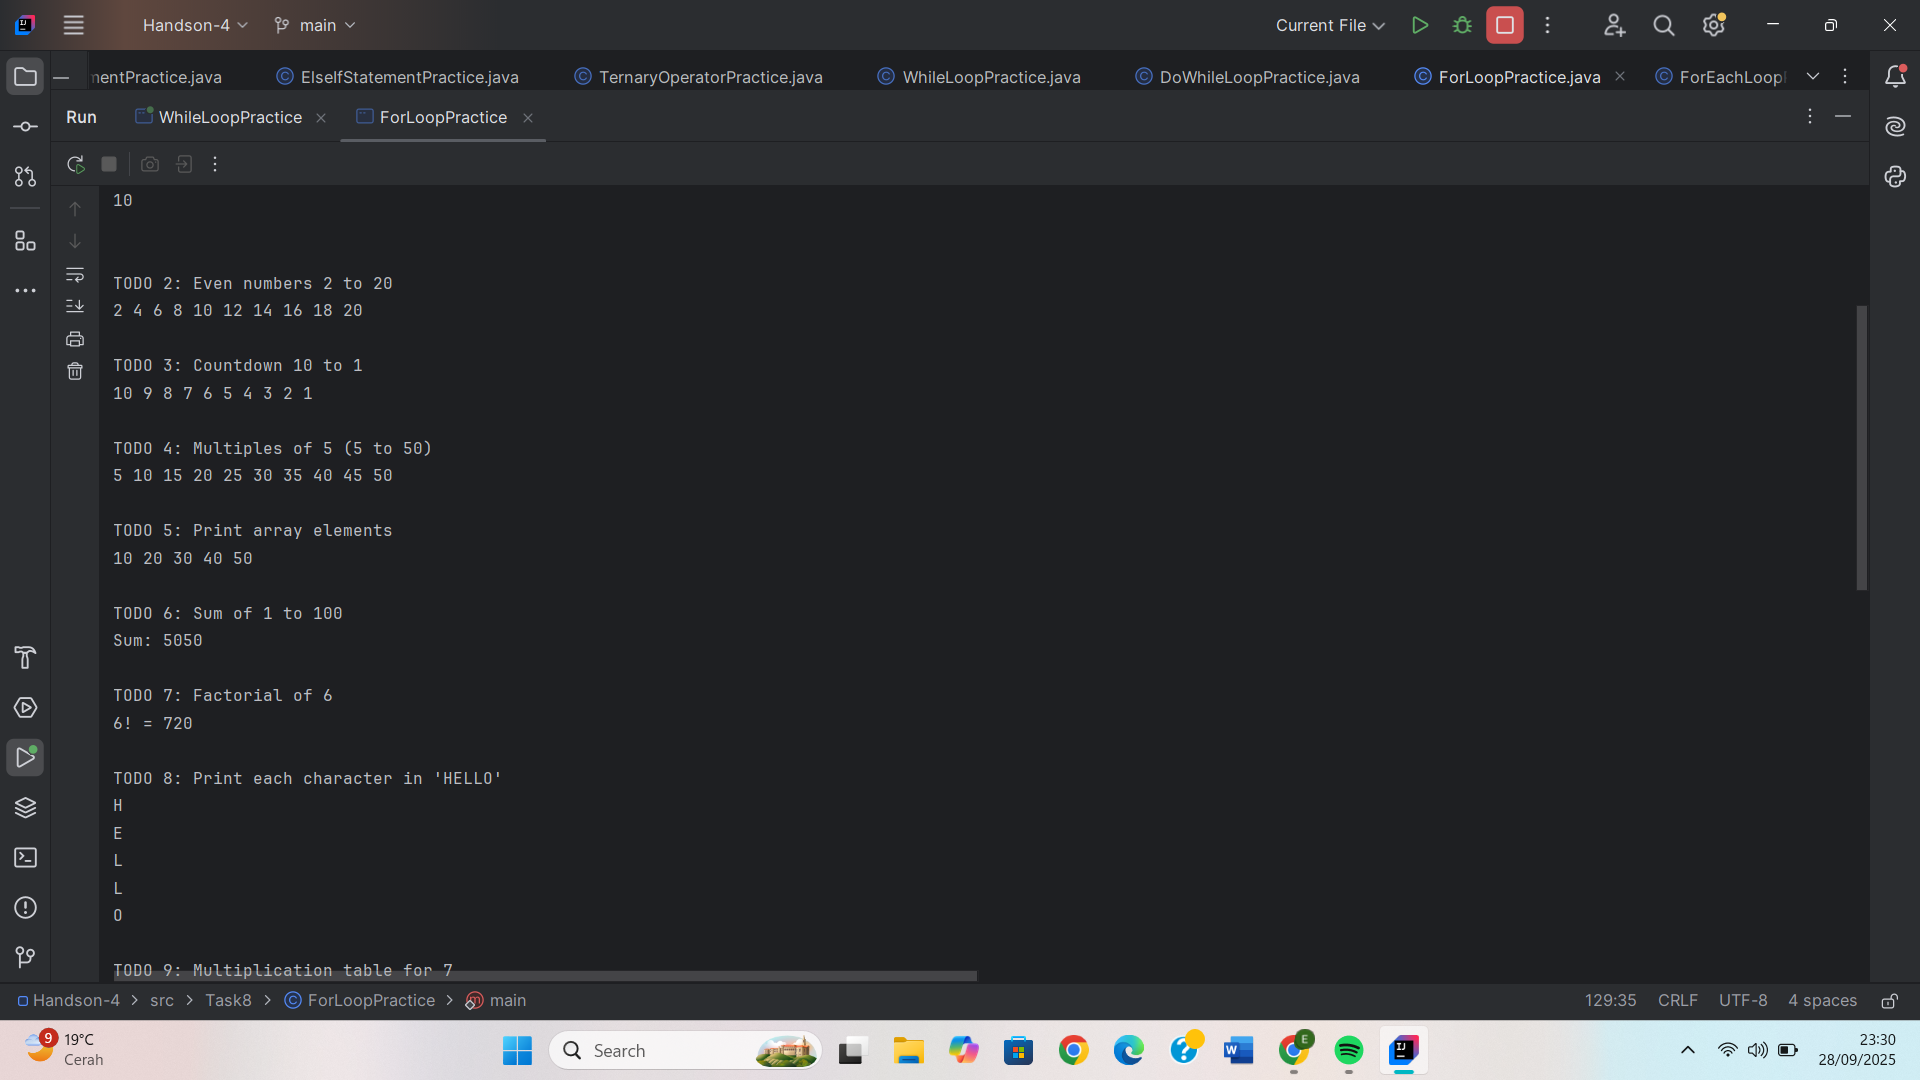 Handson-4
main
Current File
mentPractice.java
ElseIfStatementPractice.java
TernaryOperatorPractice.java
WhileLoopPractice.java
DoWhileLoopPractice.java
ForLoopPractice.java
ForEachLoopI
Run
WhileLoopPractice
ForLoopPractice
10
TODO 2: Even numbers 2 to 20
2 4 6 8 10 12 14 16 18 20
TODO 3: Countdown 10 to 1
10 9 8 7 6 5 4 3 2 1
TODO 4: Multiples of 5 (5 to 50)
5 10 15 20 25 30 35 40 45 50
TODO 5: Print array elements
10 20 30 40 50
TODO 6: Sum of 1 to 100
Sum: 5050
TODO 7: Factorial of 6
6! = 720
TODO 8: Print each character in 'HELLO'
H
E
L
L
O
TODO 9: Multiplication table for 7
Handson-4 > src > Task8 > ForLoopPractice > main
129:35 CRLF UTF-8 4 spaces
9
19°C
Cerah
Search
23:30
28/09/2025